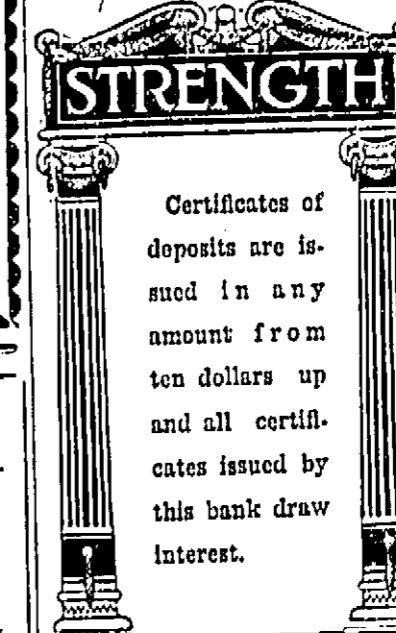 STRENGTH
Certificates of
deposits are is-
sued in any
amount from
ten dollars up
and all certifi-
cates issued by
this bank draw
interest.